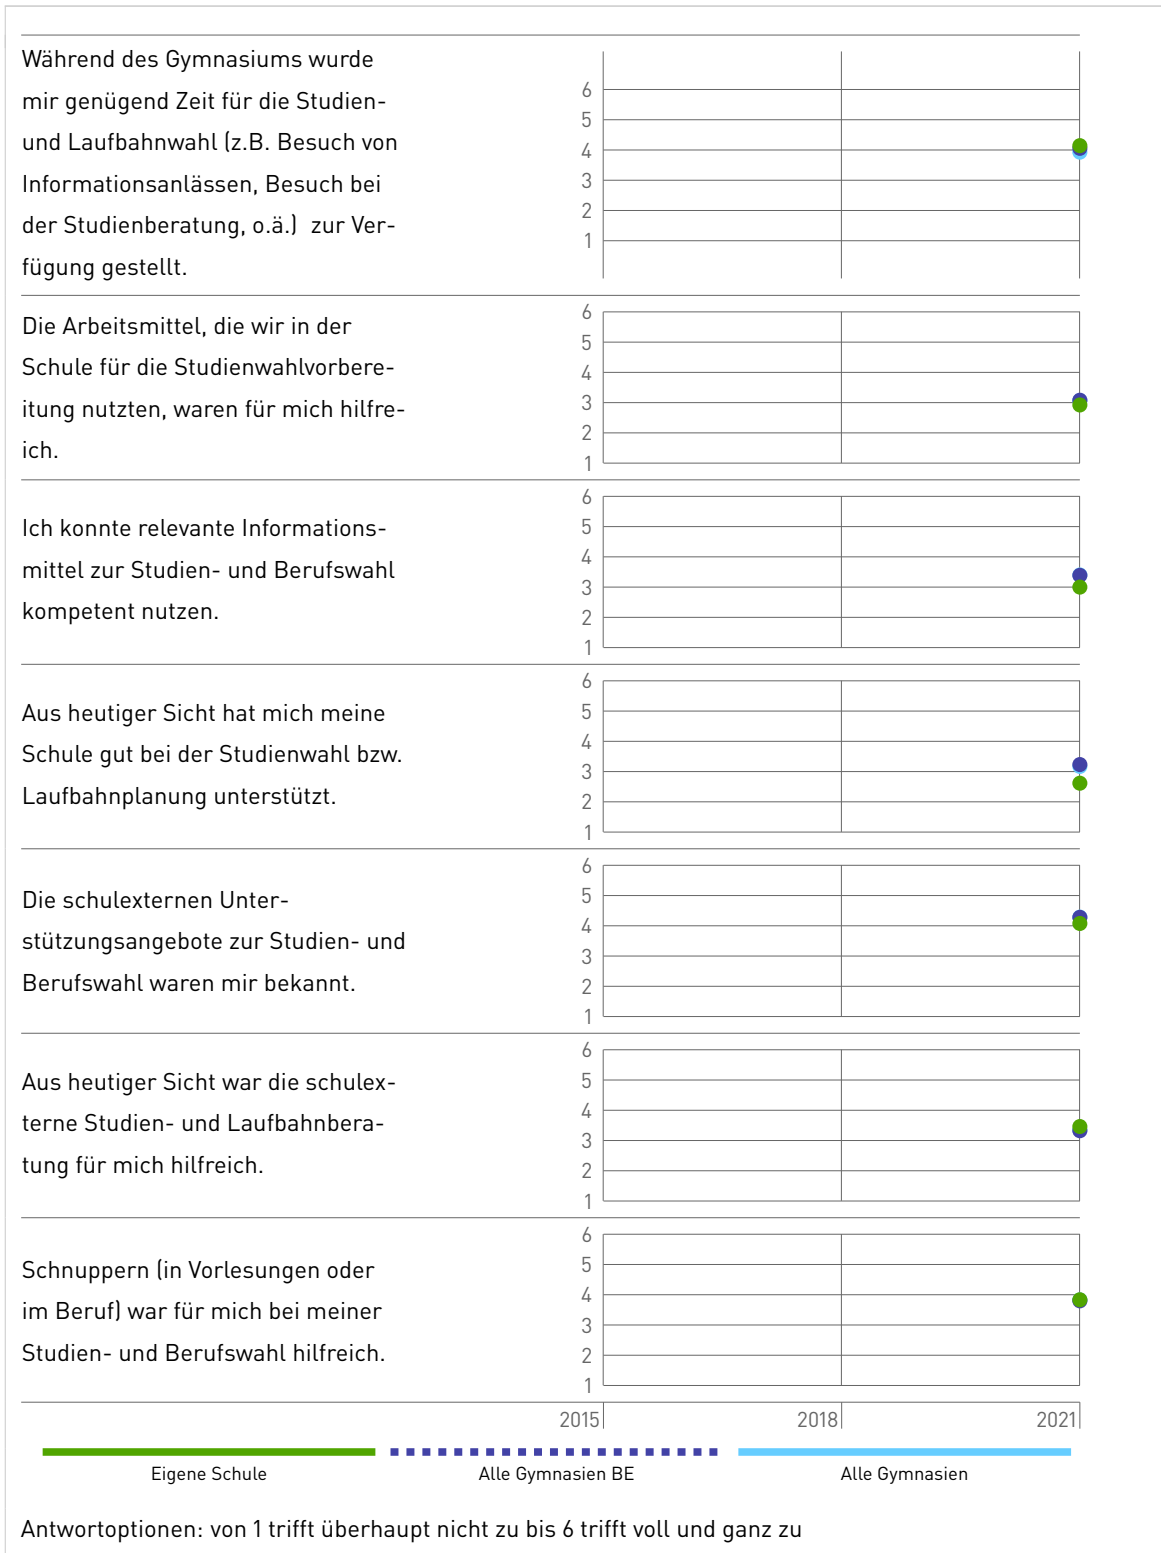 Während des Gymnasiums wurde
mir genügend Zeit für die Studien-
und Laufbahnwahl (z.B. Besuch von
Informationsanlässen, Besuch bei
der Studienberatung, o.ä.) zur Ver-
fügung gestellt.
6
5
4
3
2
1
Die Arbeitsmittel, die wir in der
Schule für die Studienwahlvorbere-
itung nutzten, waren für mich hilfre-
ich.
6
5
4
3
2
1
Ich konnte relevante Informations-
mittel zur Studien- und Berufswahl
kompetent nutzen.
6
5
4
3
2
1
Aus heutiger Sicht hat mich meine
Schule gut bei der Studienwahl bzw.
Laufbahnplanung unterstützt.
6
5
4
3
2
1
Die schulexternen Unter-
stützungsangebote zur Studien- und
Berufswahl waren mir bekannt.
6
5
4
3
2
1
Aus heutiger Sicht war die schulex-
terne Studien- und Laufbahnbera-
tung für mich hilfreich.
6
5
4
3
2
1
Schnuppern (in Vorlesungen oder
im Beruf) war für mich bei meiner
Studien- und Berufswahl hilfreich.
6
5
4
3
2
1
2015 2018 2021
Eigene Schule Alle Gymnasien BE Alle Gymnasien
Antwortoptionen: von 1 trifft überhaupt nicht zu bis 6 trifft voll und ganz zu